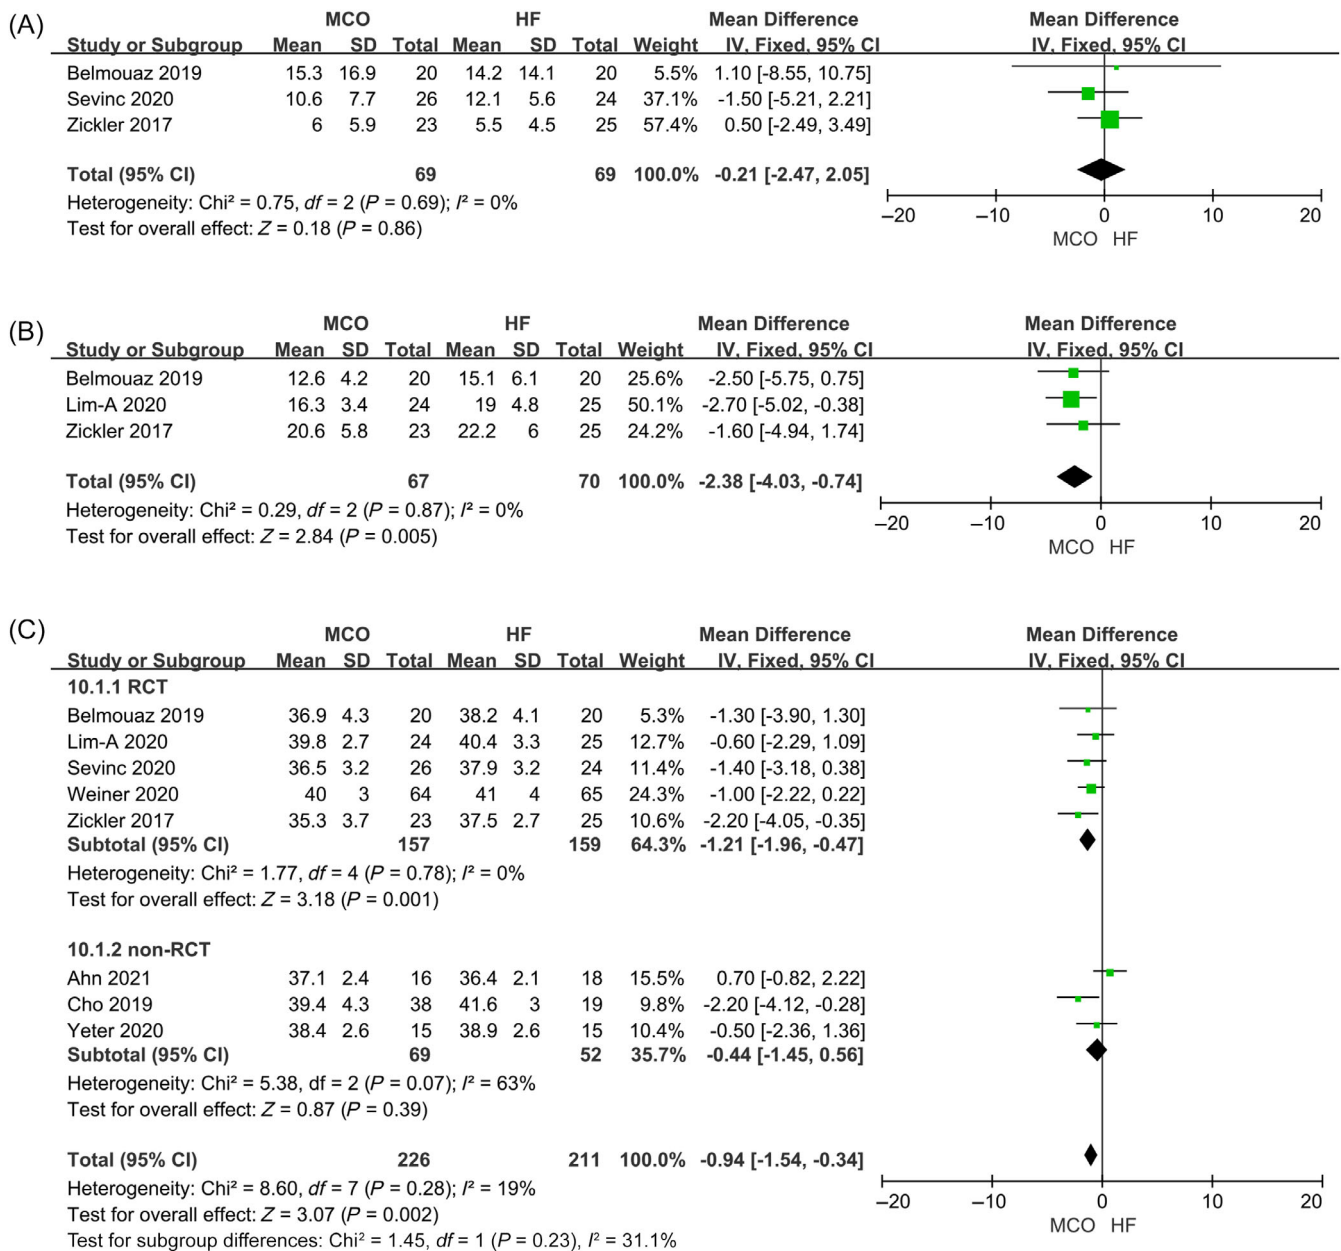 (A) MCO HF Mean Difference Mean Difference
Study or Subgroup Mean SD Total Mean SD Total Weight IV, Fixed, 95% CI IV, Fixed, 95% CI
Belmouaz 2019 15.3 16.9 20 14.2 14.1 20 5.5% 1.10 [-8.55, 10.75]
Sevinc 2020 10.6 7.7 26 12.1 5.6 24 37.1% -1.50 [-5.21, 2.21]
Zickler 2017 6 5.9 23 5.5 4.5 25 57.4% 0.50 [-2.49, 3.49]
Total (95% CI) 69 69 100.0% -0.21 [-2.47, 2.05]
Heterogeneity: Chi² = 0.75, df = 2 (P = 0.69); I² = 0%
Test for overall effect: Z = 0.18 (P = 0.86)
−20 −10 0 10 20
MCO HF
(B) MCO HF Mean Difference Mean Difference
Study or Subgroup Mean SD Total Mean SD Total Weight IV, Fixed, 95% CI IV, Fixed, 95% CI
Belmouaz 2019 12.6 4.2 20 15.1 6.1 20 25.6% -2.50 [-5.75, 0.75]
Lim-A 2020 16.3 3.4 24 19 4.8 25 50.1% -2.70 [-5.02, -0.38]
Zickler 2017 20.6 5.8 23 22.2 6 25 24.2% -1.60 [-4.94, 1.74]
Total (95% CI) 67 70 100.0% -2.38 [-4.03, -0.74]
Heterogeneity: Chi² = 0.29, df = 2 (P = 0.87); I² = 0%
Test for overall effect: Z = 2.84 (P = 0.005)
−20 −10 0 10 20
MCO HF
(C) MCO HF Mean Difference Mean Difference
Study or Subgroup Mean SD Total Mean SD Total Weight IV, Fixed, 95% CI IV, Fixed, 95% CI
10.1.1 RCT
Belmouaz 2019 36.9 4.3 20 38.2 4.1 20 5.3% -1.30 [-3.90, 1.30]
Lim-A 2020 39.8 2.7 24 40.4 3.3 25 12.7% -0.60 [-2.29, 1.09]
Sevinc 2020 36.5 3.2 26 37.9 3.2 24 11.4% -1.40 [-3.18, 0.38]
Weiner 2020 40 3 64 41 4 65 24.3% -1.00 [-2.22, 0.22]
Zickler 2017 35.3 3.7 23 37.5 2.7 25 10.6% -2.20 [-4.05, -0.35]
Subtotal (95% CI) 157 159 64.3% -1.21 [-1.96, -0.47]
Heterogeneity: Chi² = 1.77, df = 4 (P = 0.78); I² = 0%
Test for overall effect: Z = 3.18 (P = 0.001)
10.1.2 non-RCT
Ahn 2021 37.1 2.4 16 36.4 2.1 18 15.5% 0.70 [-0.82, 2.22]
Cho 2019 39.4 4.3 38 41.6 3 19 9.8% -2.20 [-4.12, -0.28]
Yeter 2020 38.4 2.6 15 38.9 2.6 15 10.4% -0.50 [-2.36, 1.36]
Subtotal (95% CI) 69 52 35.7% -0.44 [-1.45, 0.56]
Heterogeneity: Chi² = 5.38, df = 2 (P = 0.07); I² = 63%
Test for overall effect: Z = 0.87 (P = 0.39)
Total (95% CI) 226 211 100.0% -0.94 [-1.54, -0.34]
Heterogeneity: Chi² = 8.60, df = 7 (P = 0.28); I² = 19%
Test for overall effect: Z = 3.07 (P = 0.002)
Test for subgroup differences: Chi² = 1.45, df = 1 (P = 0.23), I² = 31.1%
−20 −10 0 10 20
MCO HF